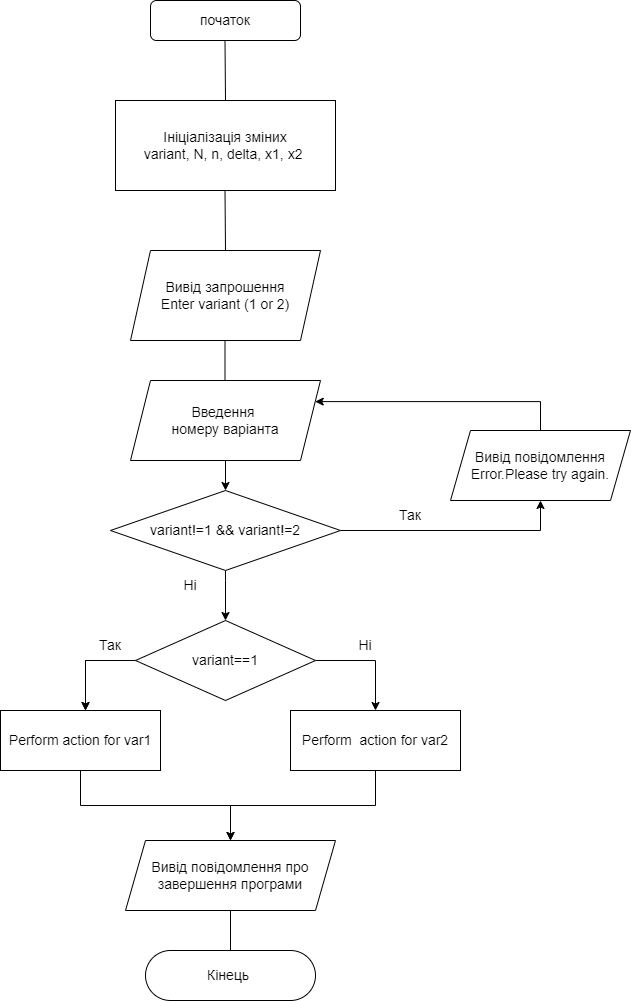 початок
Ініціалізація зміних
variant, N, n, delta, x1, x2
Вивід запрошення
Enter variant (1 or 2)
Введення
номеру варіанта
Вивід повідомлення
Error.Please try again.
variant!=1 && variant!=2
Так
Ні
variant==1
Так
Ні
Perform action for var1
Perform  action for var2
Вивід повідомлення про
завершення програми
Кінець